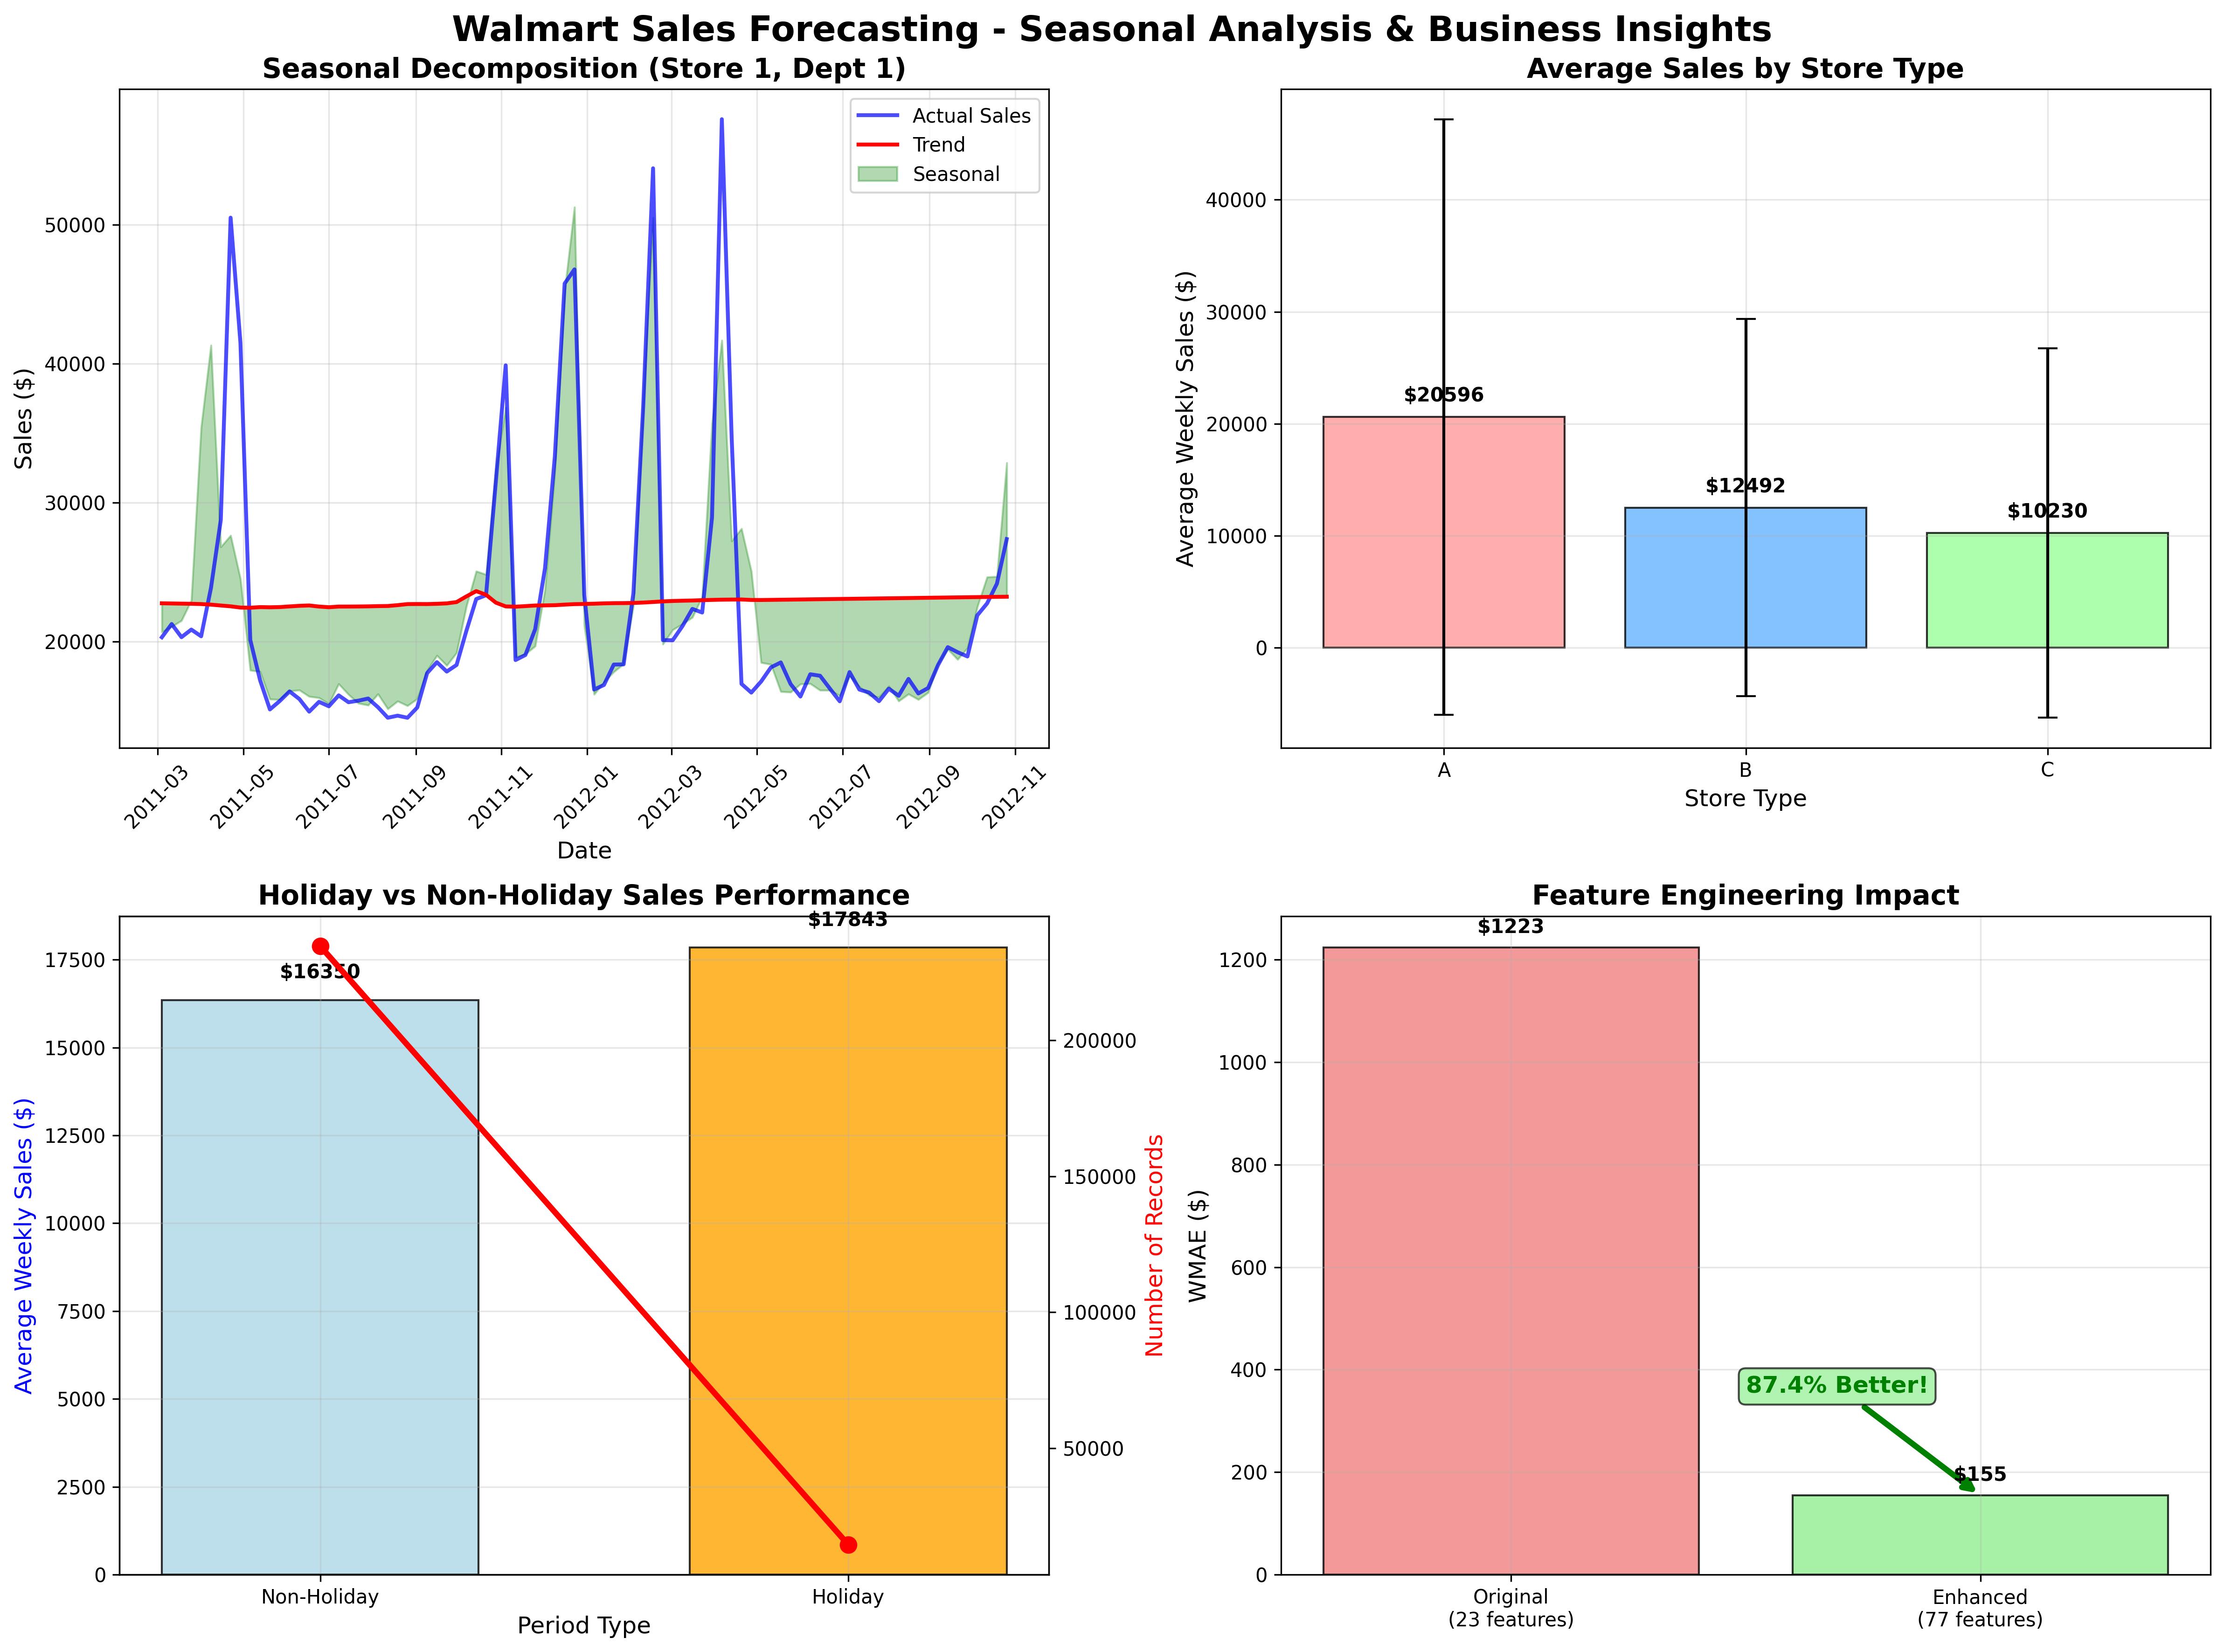 Walmart Sales Forecasting - Seasonal Analysis & Business Insights
Seasonal Decomposition (Store 1, Dept 1)
Actual Sales
Trend
Seasonal
Sales ($)
50000
40000
30000
20000
2011-03
2011-05
2011-07
2011-09
2011-11
2012-01
2012-03
2012-05
2012-07
2012-09
2012-11
Date
Average Sales by Store Type
Average Weekly Sales ($)
40000
30000
20000
10000
0
$20596
$12492
$10230
A
B
C
Store Type
Holiday vs Non-Holiday Sales Performance
Average Weekly Sales ($)
17500
15000
12500
10000
7500
5000
2500
0
$16350
$17843
200000
150000
100000
50000
Number of Records
Non-Holiday
Holiday
Period Type
Feature Engineering Impact
WMAE ($)
1200
1000
800
600
400
200
0
$1223
87.4% Better!
$155
Original
(23 features)
Enhanced
(77 features)